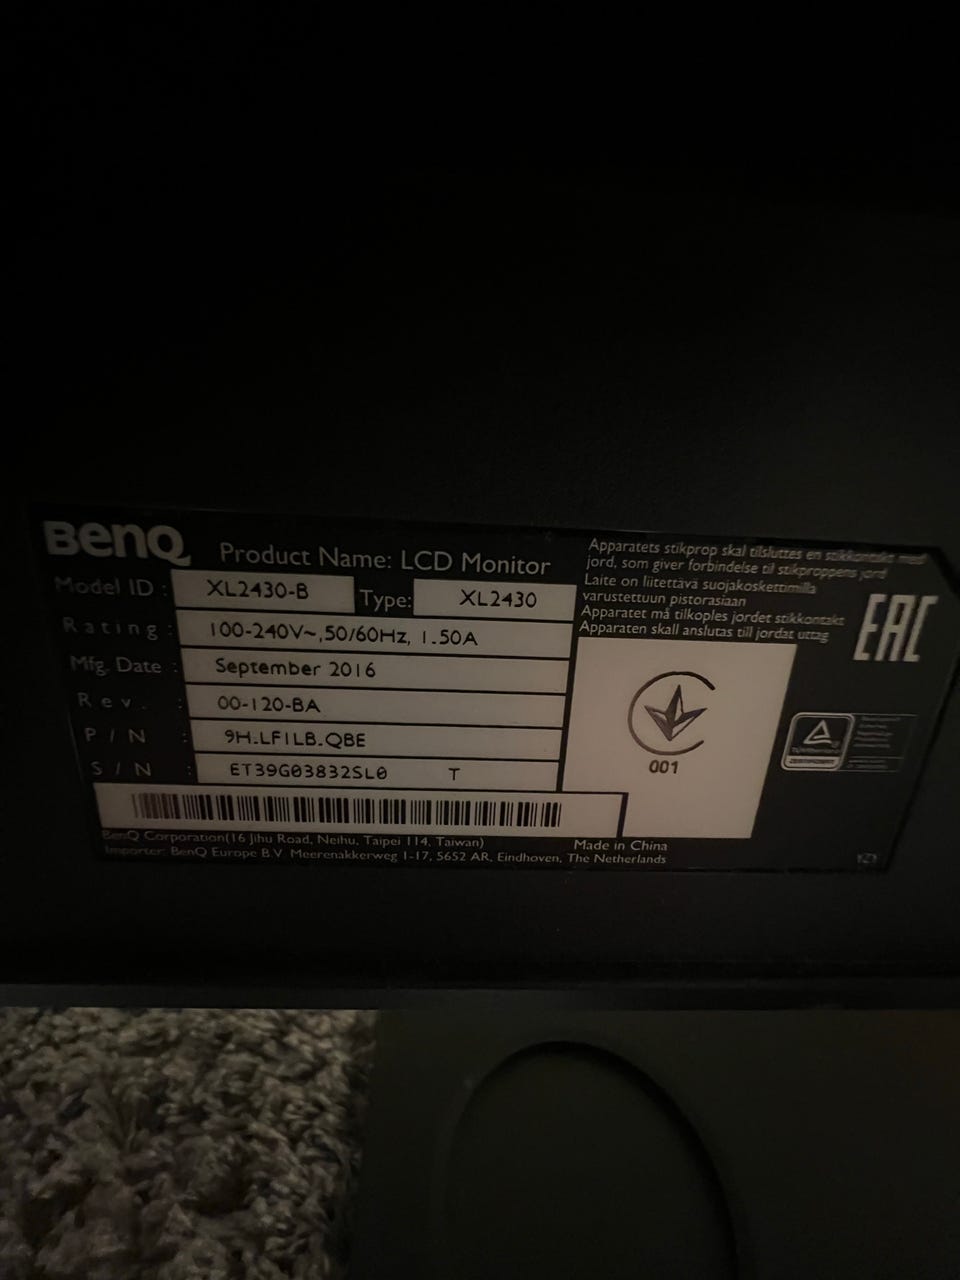 BenQ
Product Name: LCD Monitor
Model ID : XL2430-B Type: XL2430
Rating : 100-240V~,50/60Hz, 1.50A
Mfg. Date : September 2016
Rev. : 00-120-BA
P/N : 9H.LF1LB.QBE
S/N : ET39G03832SL0 T
BenQ Corporation(16 Jihu Road, Neihu, Taipei 114, Taiwan)
Importer: BenQ Europe B.V. Meerenakkerweg 1-17, 5652 AR, Eindhoven, The Netherlands
Made in China
Apparatets stikprop skal tilsluttes en stikkontakt med
jord, som giver forbindelse til stikproppens jord
Laite on liitettävä suojakoskettimilla
varustettuun pistorasiaan
Apparatet må tilkoples jordet stikkontakt
Apparaten skall anslutas till jordat uttag
EAC
001